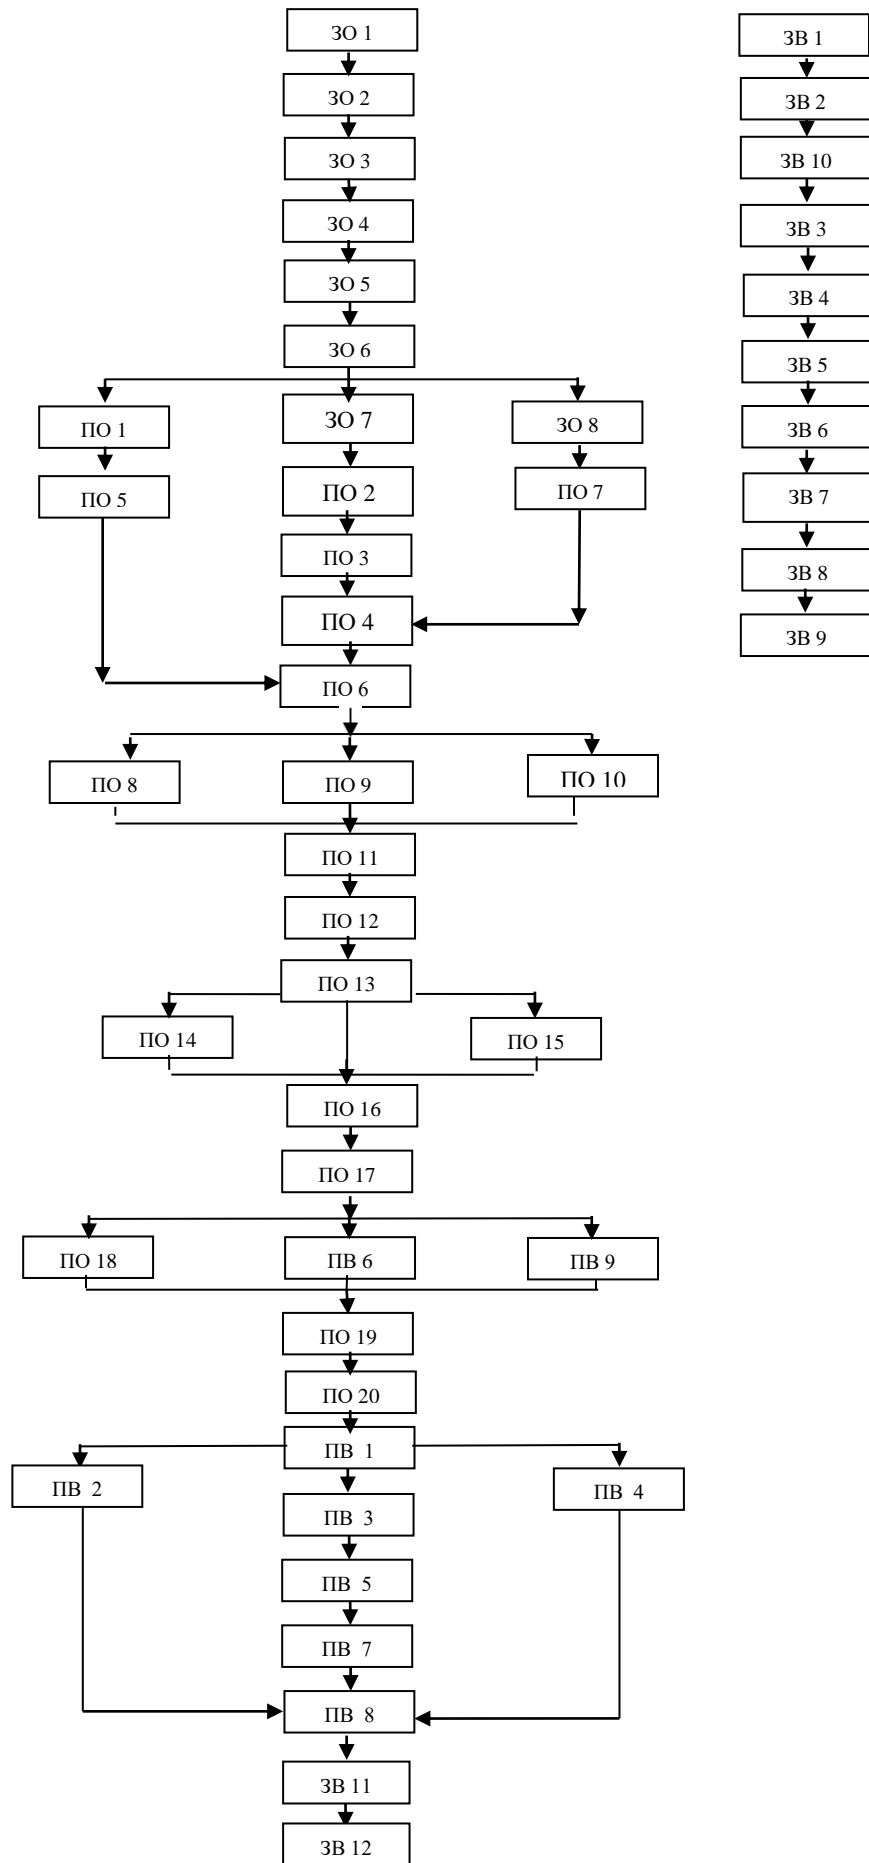 ЗО 1
ЗО 2
ЗО 3
ЗО 4
ЗО 5
ЗО 6
ПО 1
ЗО 7
ЗО 8
ПО 5
ПО 2
ПО 7
ПО 3
ПО 4
ПО 6
ПО 8
ПО 9
ПО 10
ПО 11
ПО 12
ПО 13
ПО 14
ПО 15
ПО 16
ПО 17
ПО 18
ПВ 6
ПВ 9
ПО 19
ПО 20
ПВ 1
ПВ 2
ПВ 4
ПВ 3
ПВ 5
ПВ 7
ПВ 8
ЗВ 11
ЗВ 12
ЗВ 1
ЗВ 2
ЗВ 10
ЗВ 3
ЗВ 4
ЗВ 5
ЗВ 6
ЗВ 7
ЗВ 8
ЗВ 9